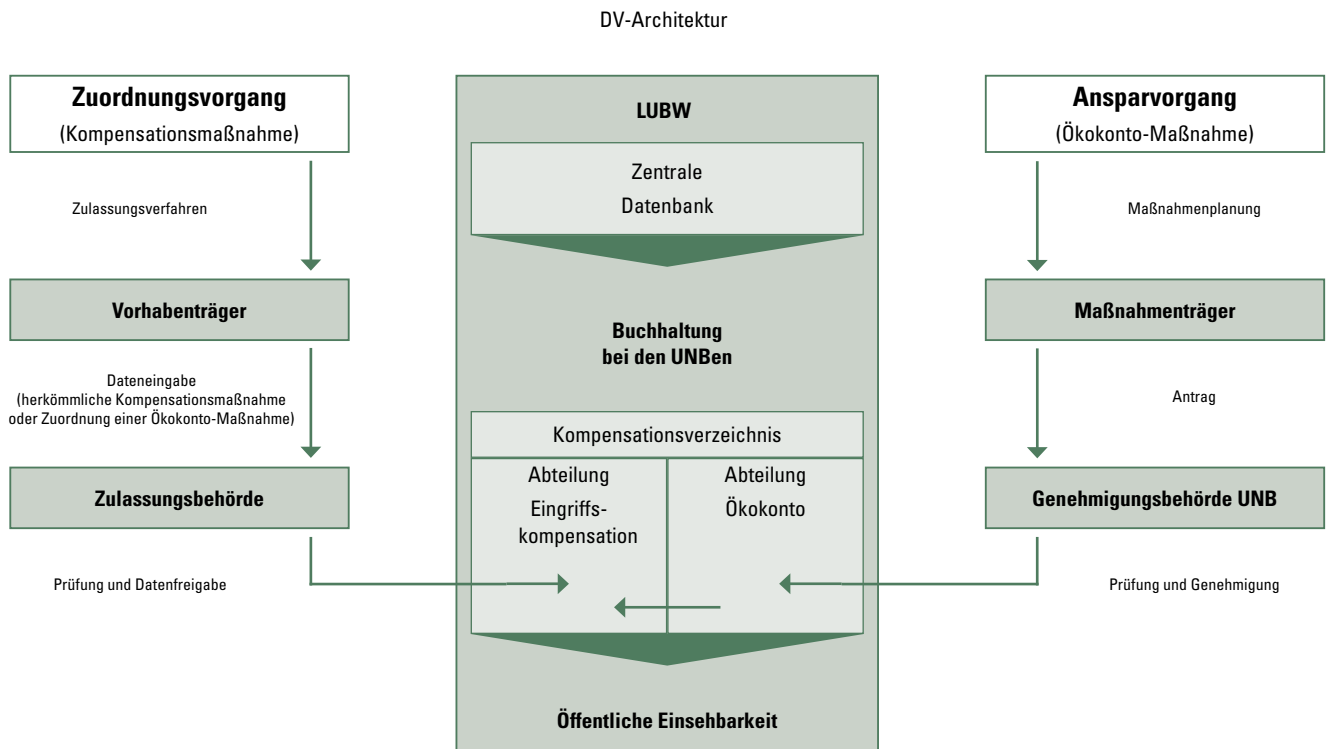 DV-Architektur
Zuordnungsvorgang
(Kompensationsmaßnahme)
Zulassungsverfahren
Vorhabenträger
Dateneingabe
(herkömmliche Kompensationsmaßnahme
oder Zuordnung einer Ökokonto-Maßnahme)
Zulassungsbehörde
Prüfung und Datenfreigabe
LUBW
Zentrale
Datenbank
Buchhaltung
bei den UNBen
Kompensationsverzeichnis
Abteilung
Eingriffs-
kompensation
Abteilung
Ökokonto
Öffentliche Einsehbarkeit
Ansparvorgang
(Ökokonto-Maßnahme)
Maßnahmenplanung
Maßnahmenträger
Antrag
Genehmigungsbehörde UNB
Prüfung und Genehmigung